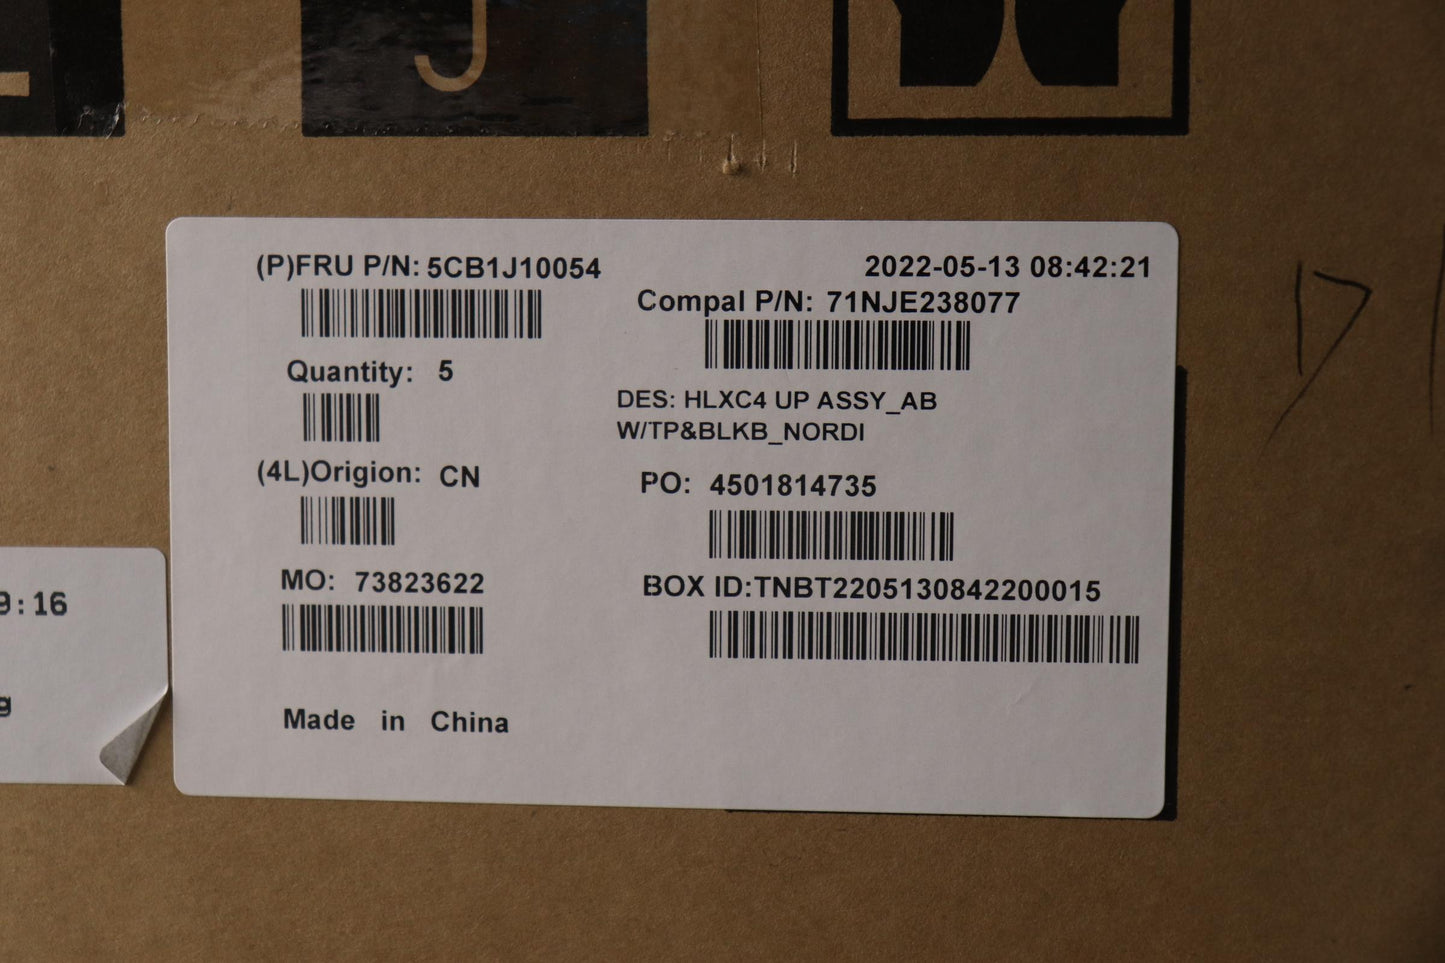 J
(P)FRU P/N: 5CB1J10054
2022-05-13 08:42:21
Compal P/N: 71NJE238077
Quantity: 5
DES: HLXC4 UP ASSY_AB
W/TP&BLKB_NORDI
(4L)Origion: CN
PO: 4501814735
MO: 73823622
BOX ID:TNBT2205130842200015
Made in China
9:16
g
D